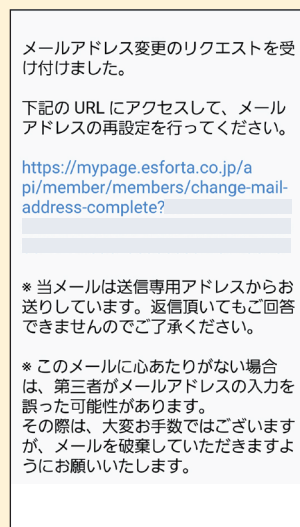 メールアドレス変更のリクエストを受
け付けました。
下記の URL にアクセスして、メール
アドレスの再設定を行ってください。
https://mypage.esforta.co.jp/a
pi/member/members/change-mail-
address-complete?
※ 当メールは送信専用アドレスからお
送りしています。返信頂いてもご回答
できませんのでご了承ください。
※ このメールに心あたりがない場合
は、第三者がメールアドレスの入力を
誤った可能性があります。
その際は、大変お手数ではございます
が、メールを破棄していただきますよ
うにお願いいたします。